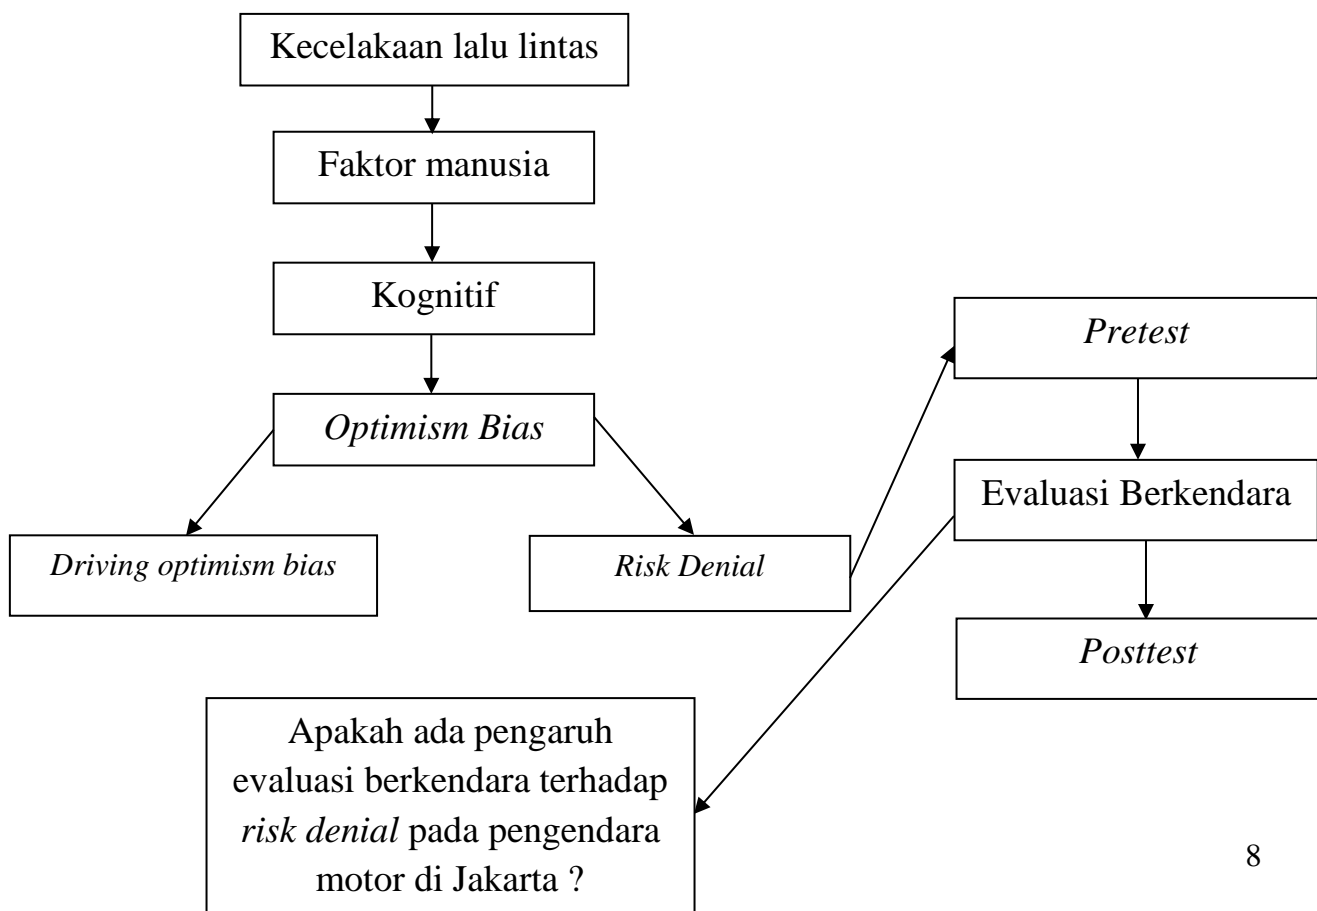 Kecelakaan lalu lintas
Faktor manusia
Kognitif
Optimism Bias
Driving optimism bias
Risk Denial
Pretest
Evaluasi Berkendara
Posttest
Apakah ada pengaruh
evaluasi berkendara terhadap
risk denial pada pengendara
motor di Jakarta ?
8